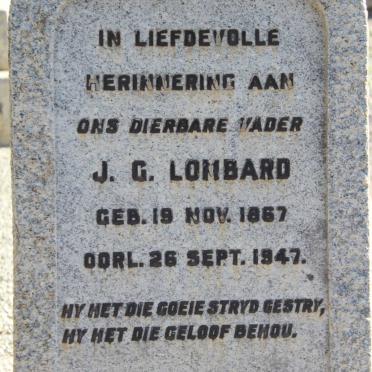 IN LIEFDEVOLLE
HERINNERING AAN
ONS DIERBARE VADER
J. G. LOMBARD
GEB. 19 NOV. 1867
OORL. 26 SEPT. 1947.
HY HET DIE GOEIE STRYD GESTRY,
HY HET DIE GELOOF BEHOU.